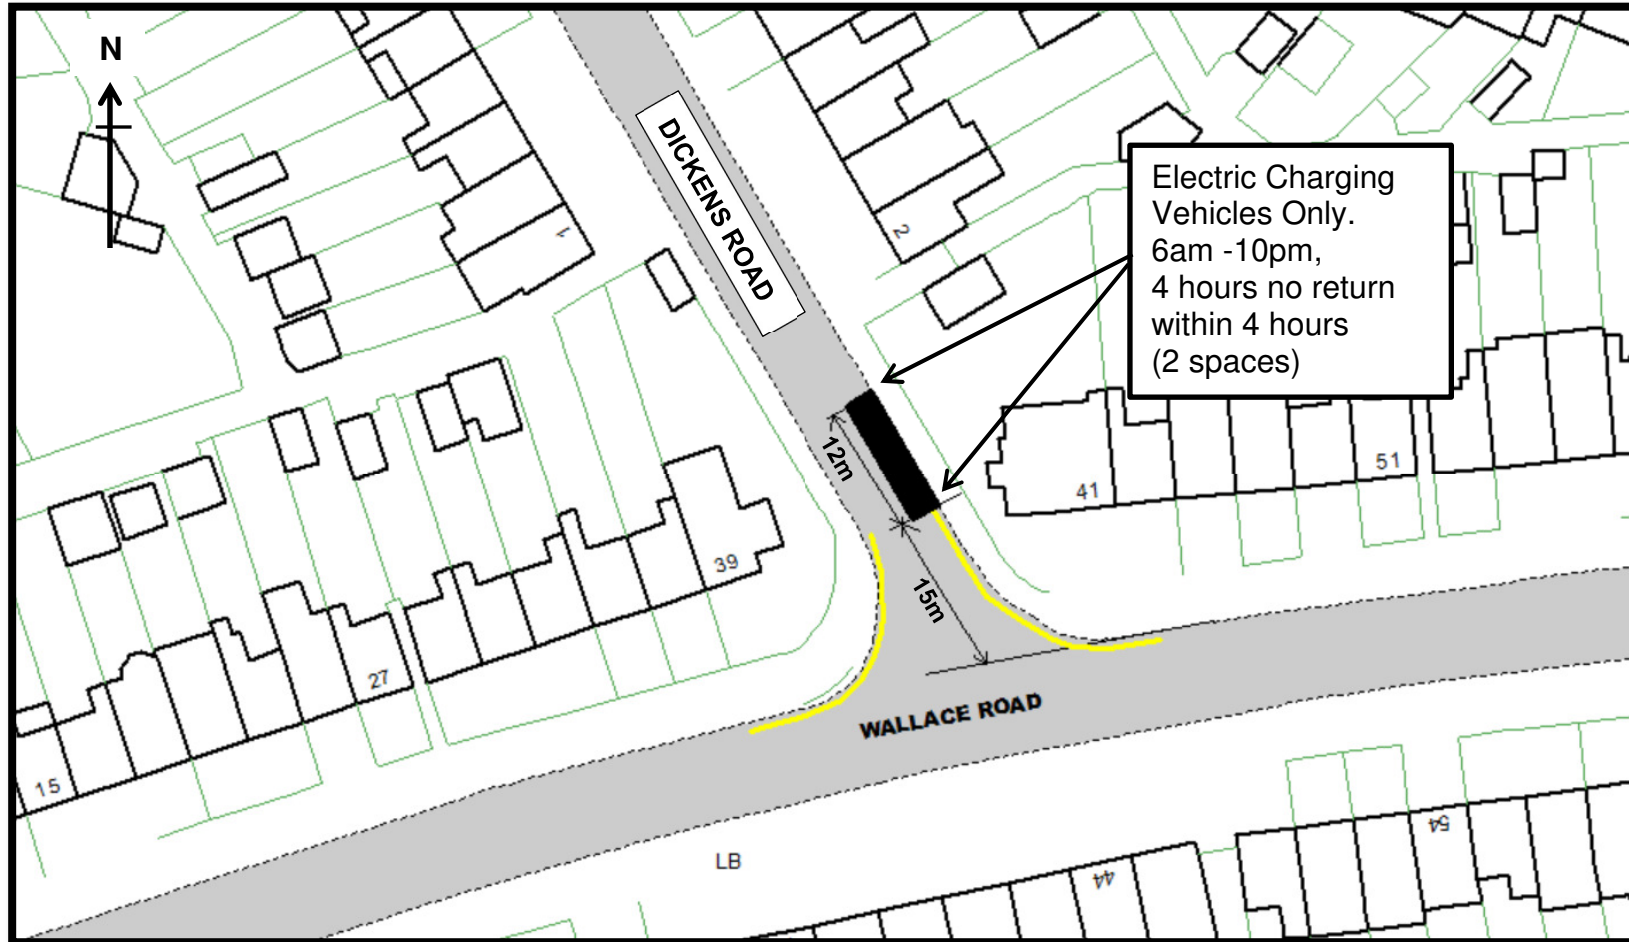 N
DICKENS ROAD
Electric Charging
Vehicles Only.
6am -10pm,
4 hours no return
within 4 hours
(2 spaces)
1
2
12m
15m
41
51
39
27
15
WALLACE ROAD
LB
44
54